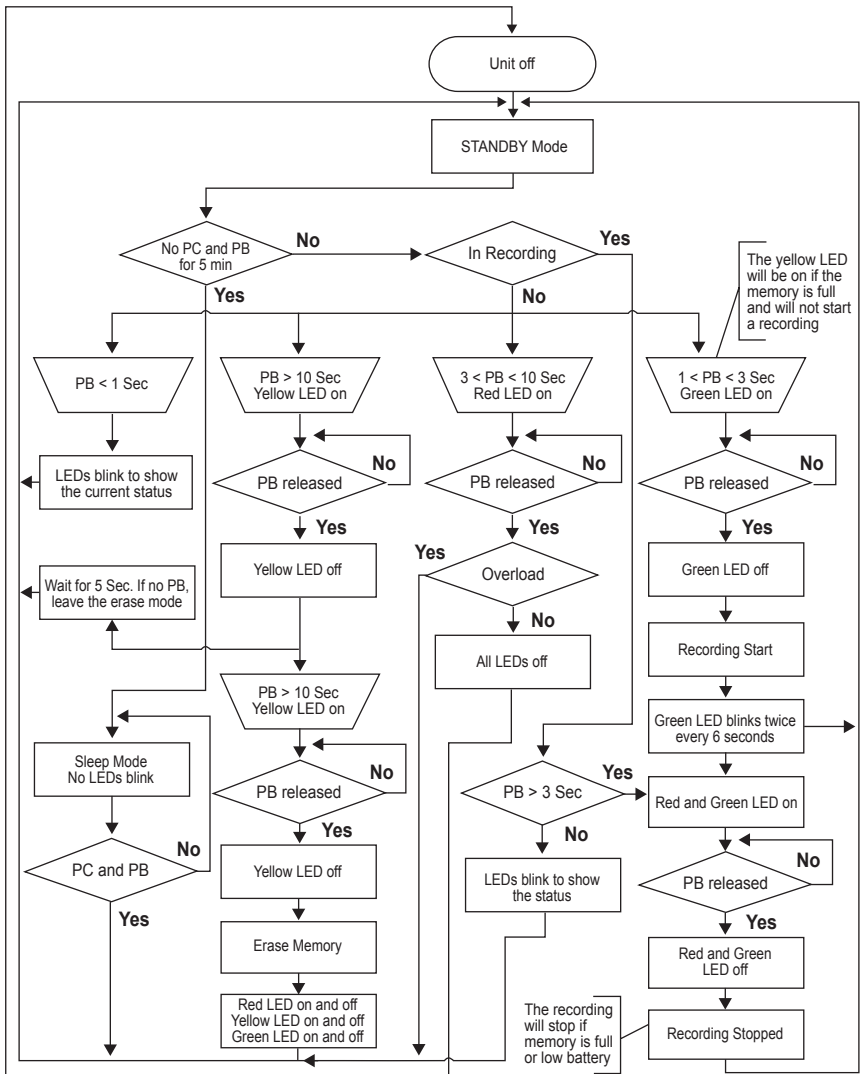 Unit off
STANDBY Mode
No PC and PB
for 5 min
No
Yes
In Recording
Yes
No
The yellow LED
will be on if the
memory is full
and will not start
a recording
PB < 1 Sec
PB > 10 Sec
Yellow LED on
3 < PB < 10 Sec
Red LED on
1 < PB < 3 Sec
Green LED on
LEDs blink to show
the current status
PB released
No
Yes
PB released
No
Yes
PB released
No
Yes
Wait for 5 Sec. If no PB,
leave the erase mode
Yellow LED off
Yes
Overload
No
Green LED off
All LEDs off
Recording Start
PB > 10 Sec
Yellow LED on
Green LED blinks twice
every 6 seconds
Sleep Mode
No LEDs blink
PB released
No
Yes
PB > 3 Sec
Yes
No
Red and Green LED on
PC and PB
No
Yes
Yellow LED off
LEDs blink to show
the status
PB released
No
Yes
Erase Memory
Red and Green
LED off
Red LED on and off
Yellow LED on and off
Green LED on and off
The recording
will stop if
memory is full
or low battery
Recording Stopped